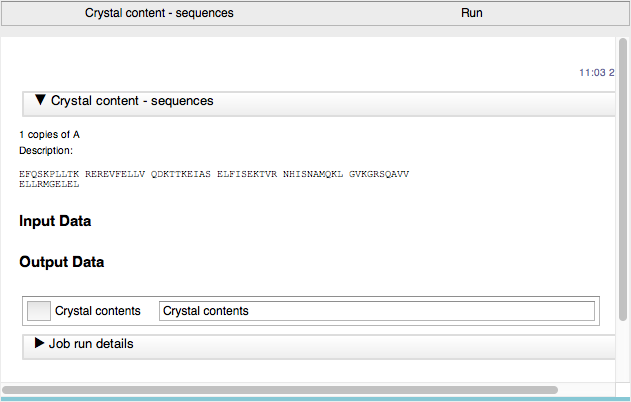 Crystal content - sequences Run
11:03 2
▼ Crystal content - sequences
1 copies of A
Description:
EFQSKPLLTK REREVFELLV QDKTTKEIAS ELFISEKTVR NHISNAMQKL GVKGRSQAVV
ELLRMGELEL
Input Data
Output Data
Crystal contents Crystal contents
▶ Job run details